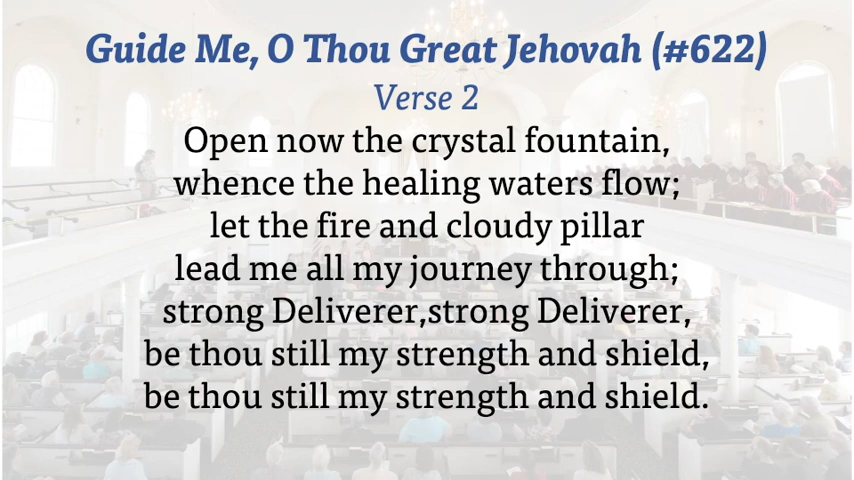 Guide Me, O Thou Great Jehovah (#622)
Verse 2
Open now the crystal fountain,
whence the healing waters flow;
let the fire and cloudy pillar
lead me all my journey through;
strong Deliverer,strong Deliverer,
be thou still my strength and shield,
be thou still my strength and shield.